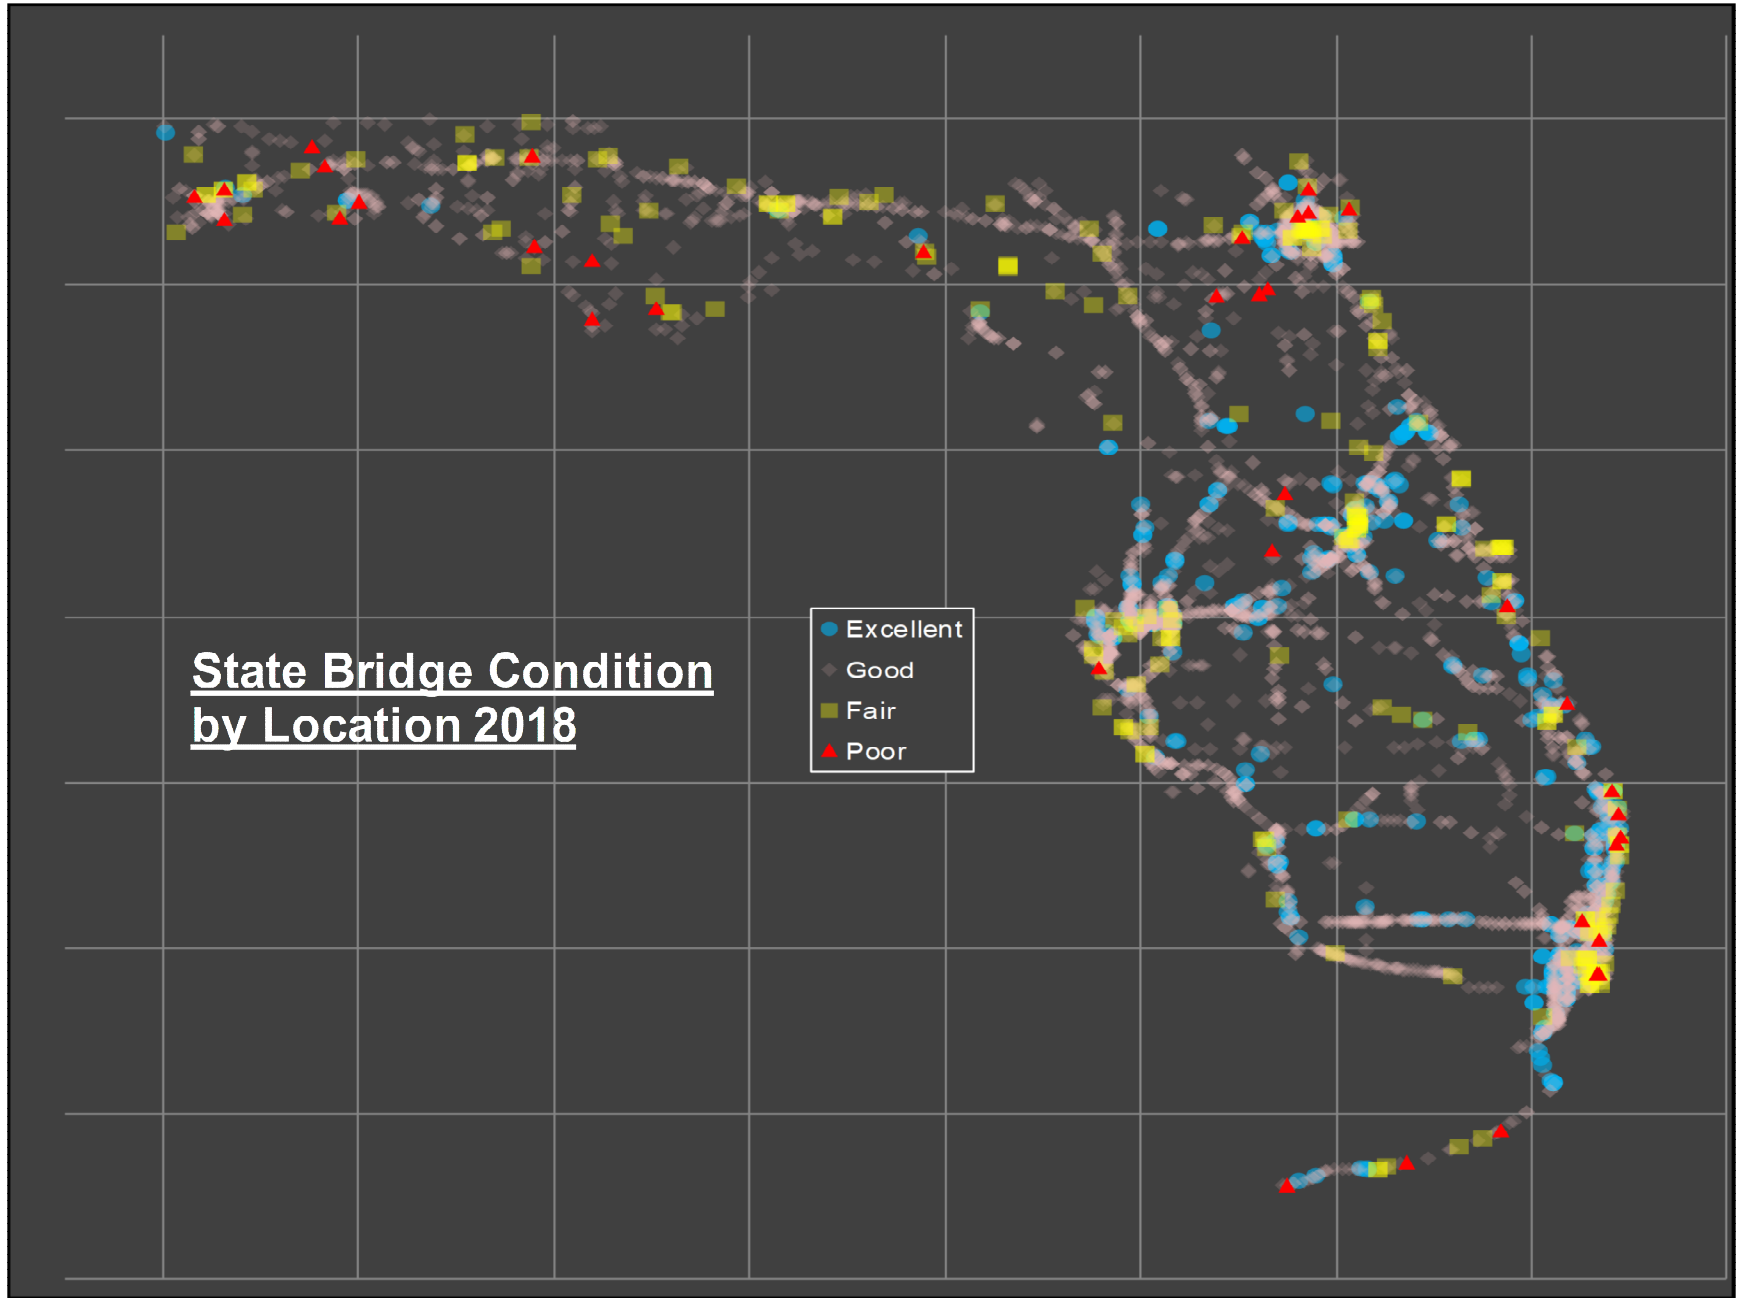 State Bridge Condition
by Location 2018
Excellent
Good
Fair
Poor